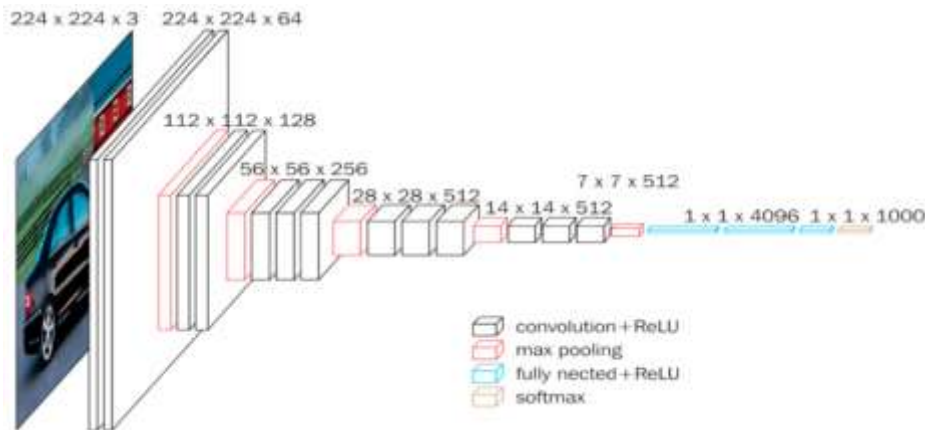 224 x 224 x 3 224 x 224 x 64
112 x 112 x 128
56 x 56 x 256
28 x 28 x 512
14 x 14 x 512
7 x 7 x 512
1 x 1 x 4096 1 x 1 x 1000
convolution+ReLU
max pooling
fully nected+ReLU
softmax